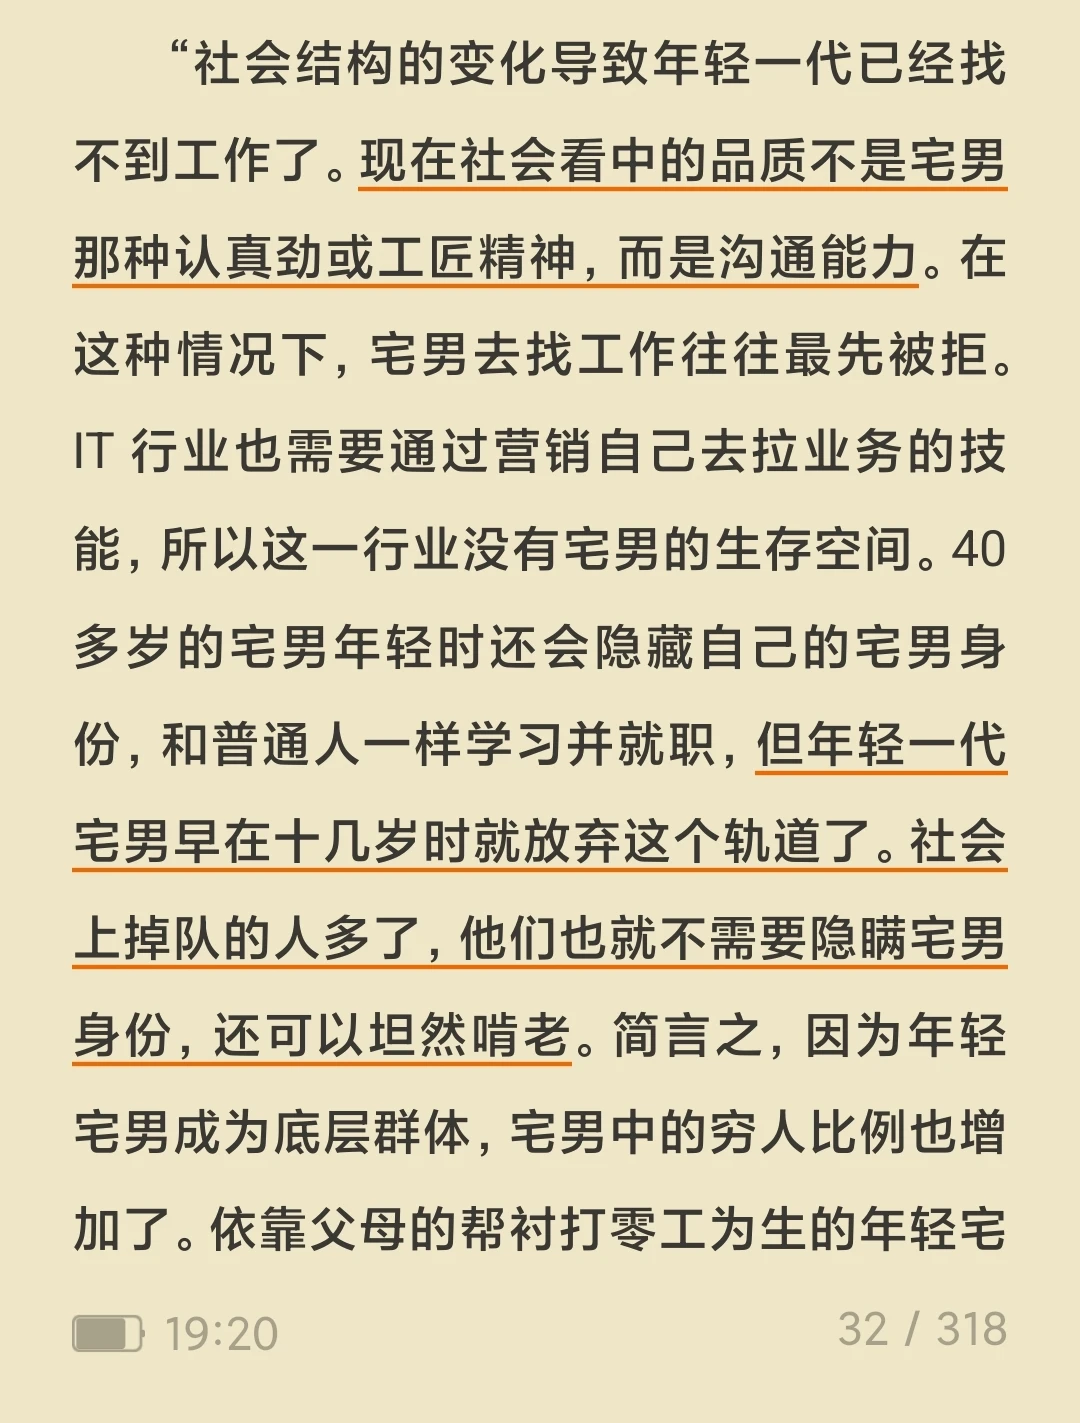 “社会结构的变化导致年轻一代已经找
不到工作了。现在社会看中的品质不是宅男
那种认真劲或工匠精神，而是沟通能力。在
这种情况下，宅男去找工作往往最先被拒。
IT 行业也需要通过营销自己去拉业务的技
能，所以这一行业没有宅男的生存空间。40
多岁的宅男年轻时还会隐藏自己的宅男身
份，和普通人一样学习并就职，但年轻一代
宅男早在十几岁时就放弃这个轨道了。社会
上掉队的人多了，他们也就不需要隐瞒宅男
身份，还可以坦然啃老。简言之，因为年轻
宅男成为底层群体，宅男中的穷人比例也增
加了。依靠父母的帮衬打零工为生的年轻宅
19:20
32 / 318